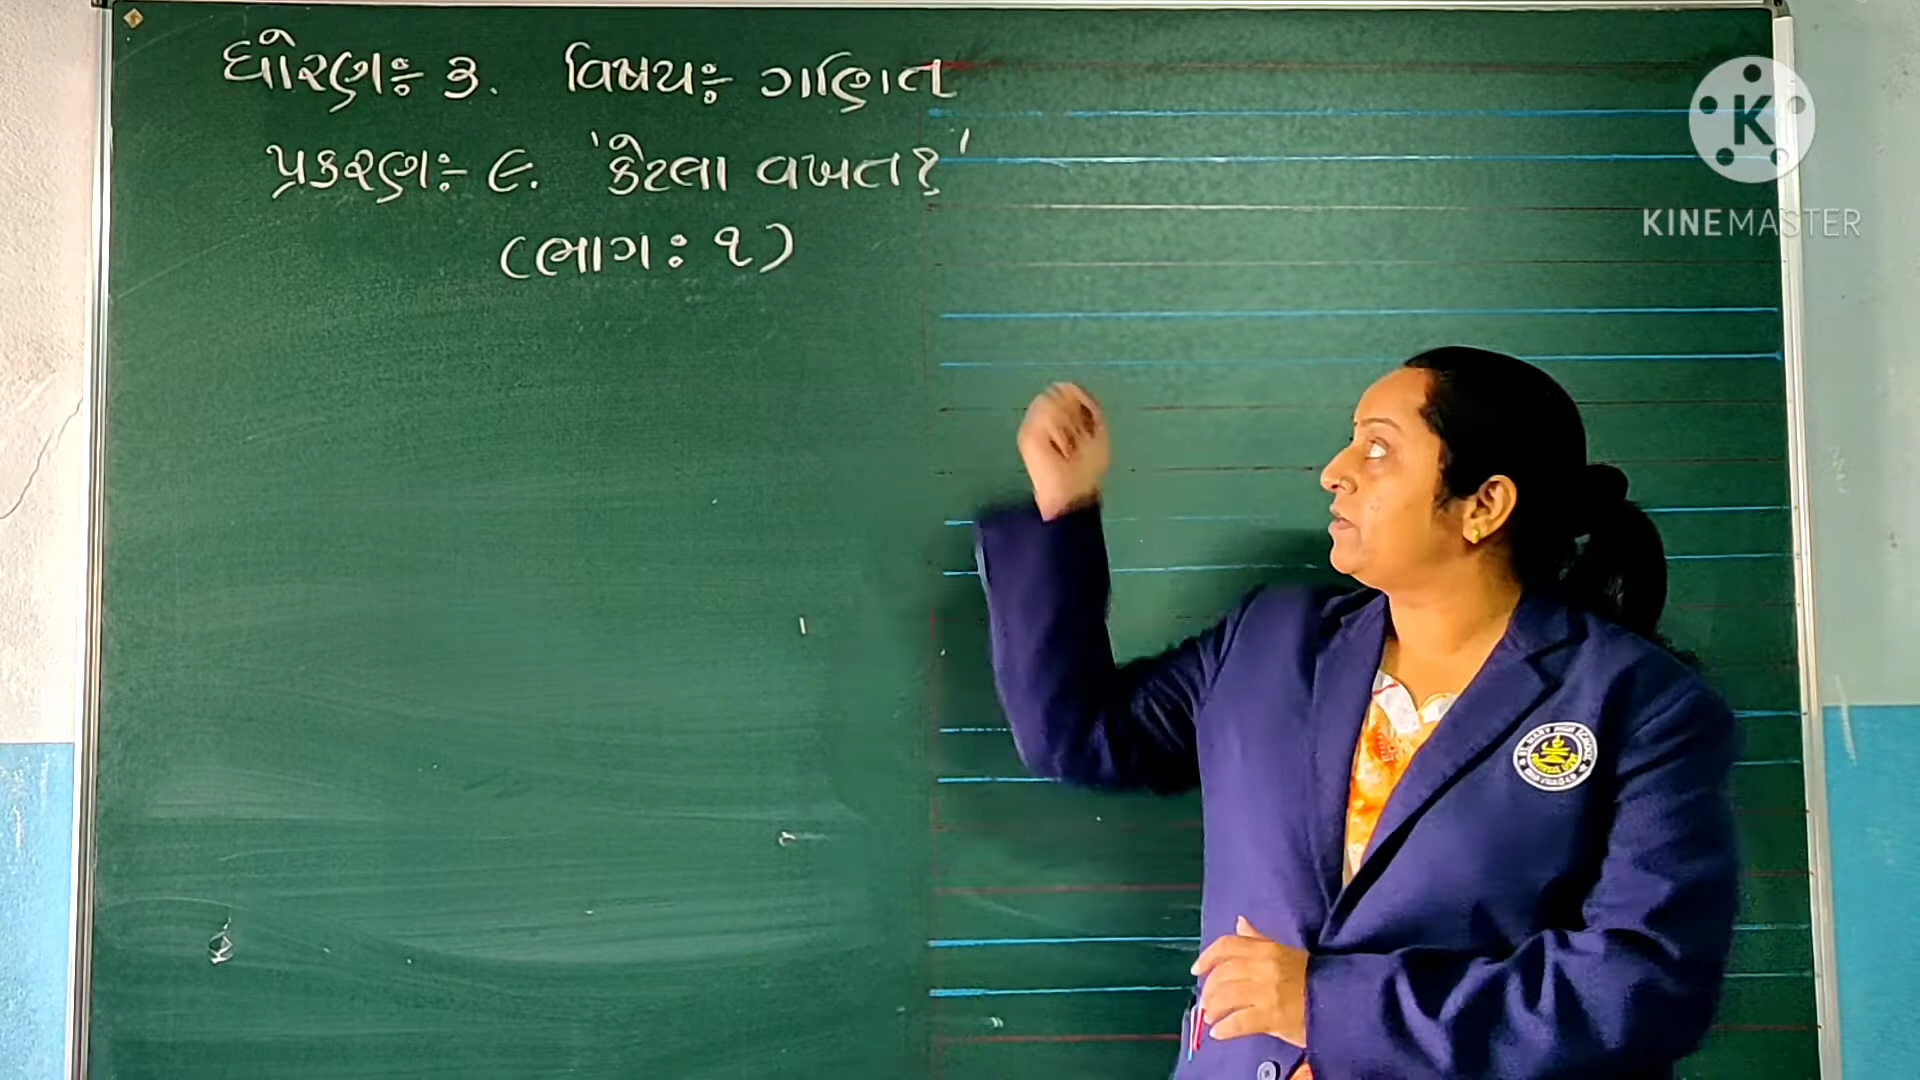 ધોરણઃ- ૩. વિષયઃ- ગણિત
પ્રકરણઃ- ૯. 'કેટલા વખત?'
(ભાગઃ ૧)
K
KINEMASTER